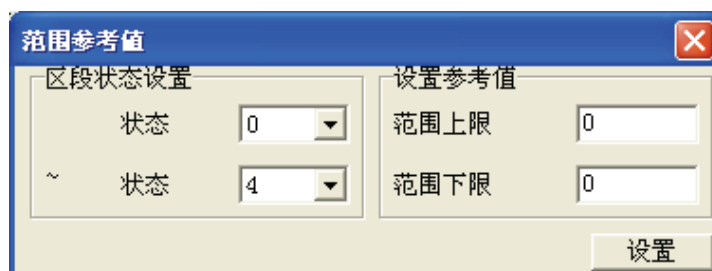 范围参考值
区段状态设置
状态 0
~ 状态 4
设置参考值
范围上限 0
范围下限 0
设置